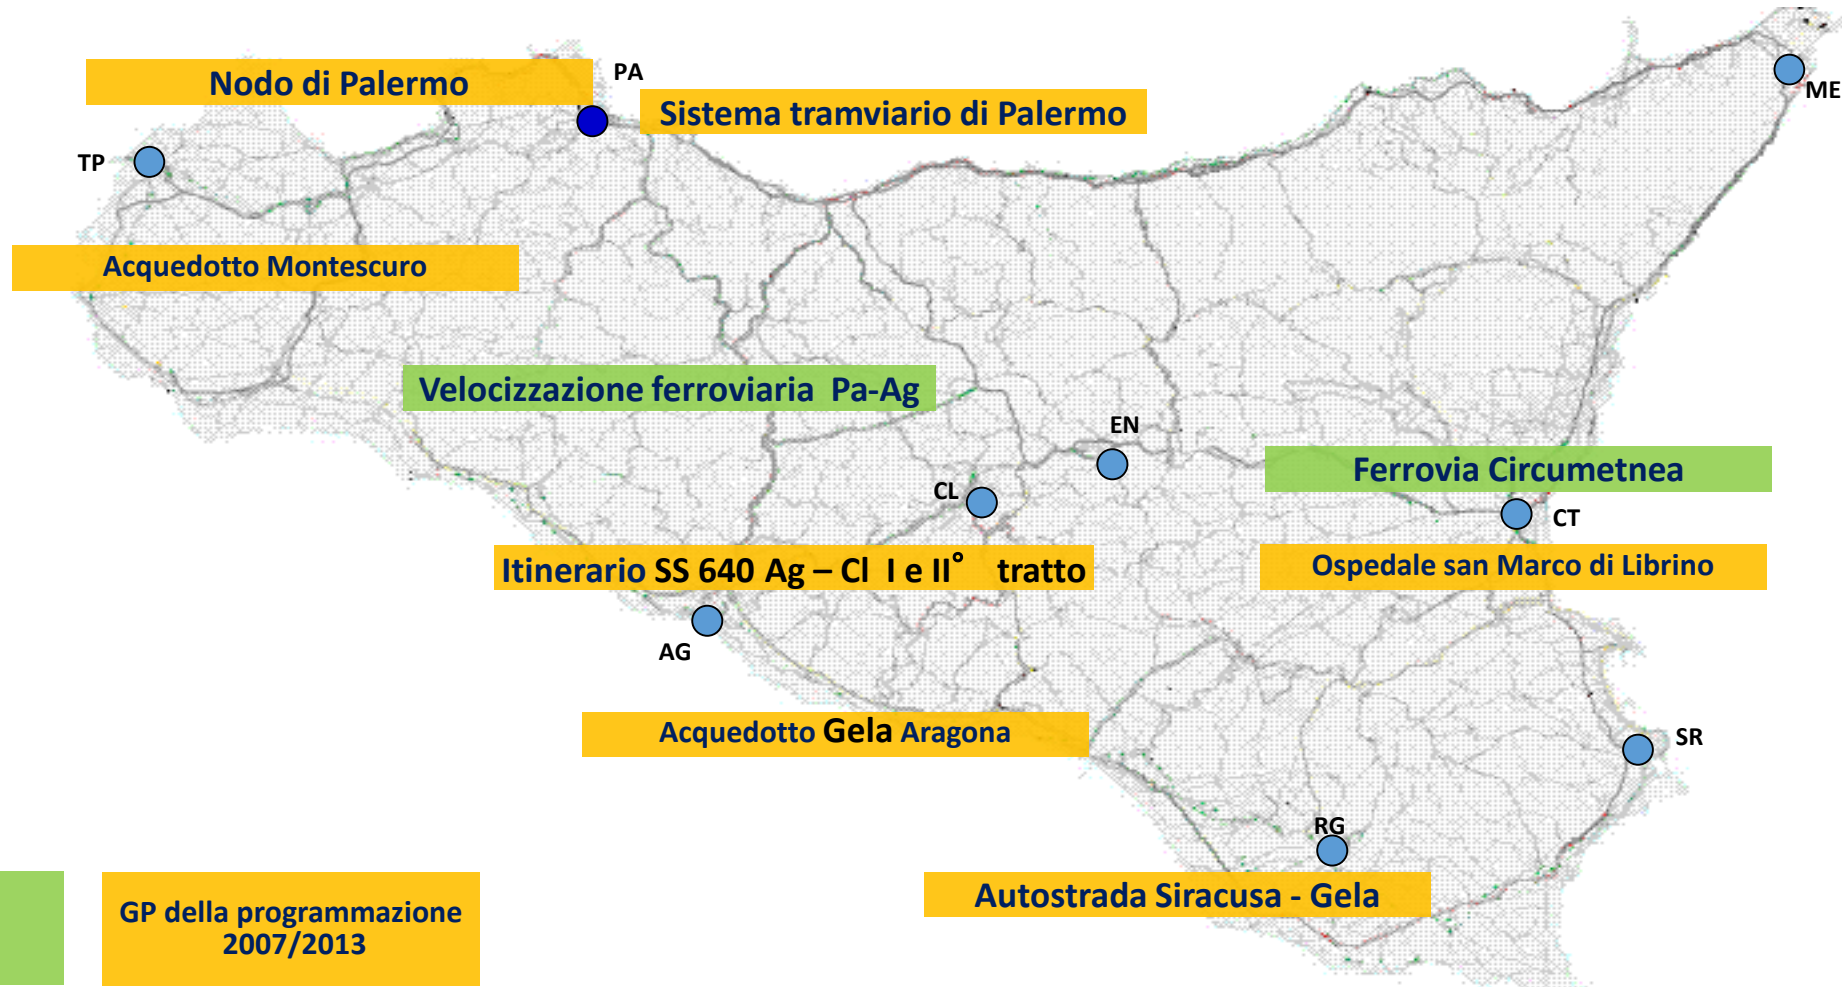 Nodo di Palermo
PA
ME
Sistema tramviario di Palermo
TP
Acquedotto Montescuro
Velocizzazione ferroviaria Pa-Ag
EN
Ferrovia Circumetnea
CL
CT
Itinerario SS 640 Ag – Cl I e II° tratto
Ospedale san Marco di Librino
AG
Acquedotto Gela Aragona
SR
RG
Autostrada Siracusa - Gela
GP della programmazione
2007/2013